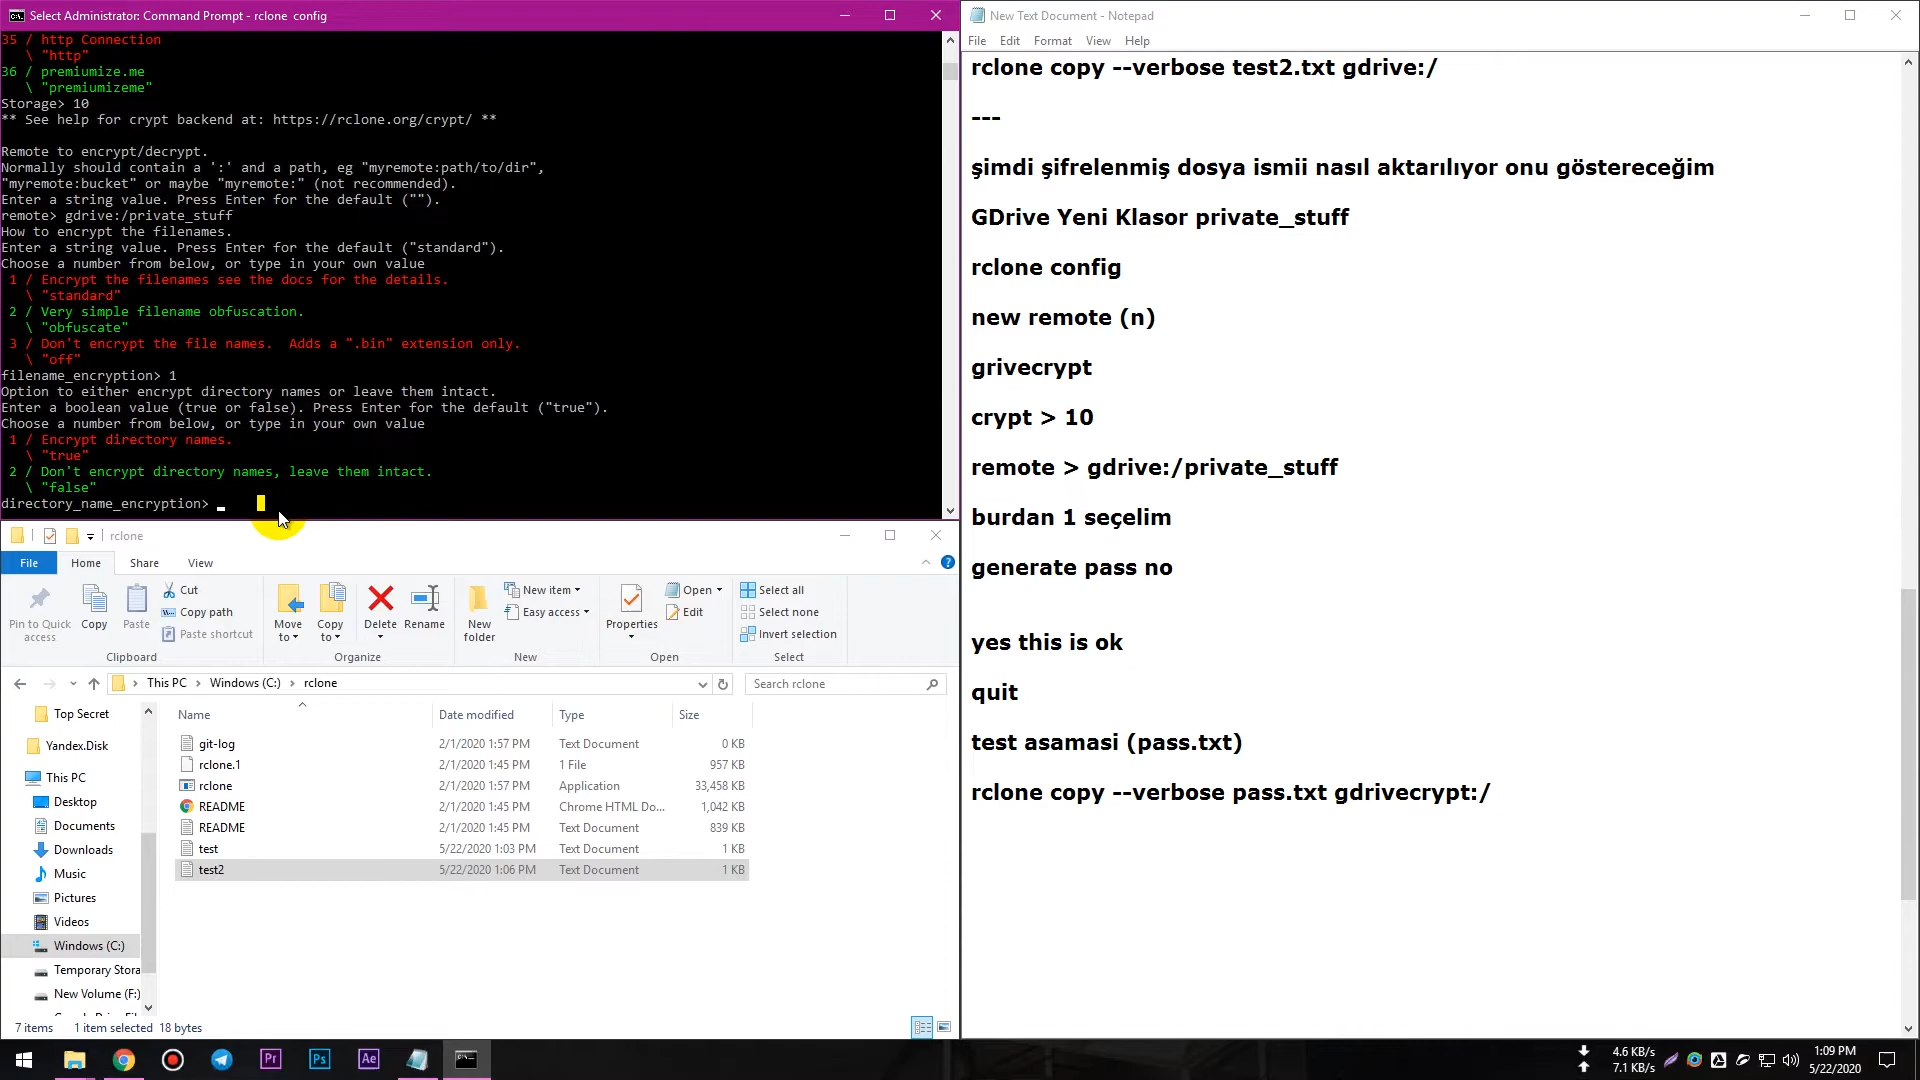 Select Administrator: Command Prompt - rclone  config
35 / http Connection
\ "http"
36 / premiumize.me
\ "premiumizeme"
Storage> 10
** See help for crypt backend at: https://rclone.org/crypt/ **
Remote to encrypt/decrypt.
Normally should contain a ':' and a path, eg "myremote:path/to/dir",
"myremote:bucket" or maybe "myremote:" (not recommended).
Enter a string value. Press Enter for the default ("").
remote> gdrive:/private_stuff
How to encrypt the filenames.
Enter a string value. Press Enter for the default ("standard").
Choose a number from below, or type in your own value
1 / Encrypt the filenames see the docs for the details.
\ "standard"
2 / Very simple filename obfuscation.
\ "obfuscate"
3 / Don't encrypt the file names.  Adds a ".bin" extension only.
\ "off"
filename_encryption> 1
Option to either encrypt directory names or leave them intact.
Enter a boolean value (true or false). Press Enter for the default ("true").
Choose a number from below, or type in your own value
1 / Encrypt directory names.
\ "true"
2 / Don't encrypt directory names, leave them intact.
\ "false"
directory_name_encryption>
rclone
File Home Share View
Pin to Quick access
Copy
Paste
Cut
Copy path
Paste shortcut
Clipboard
Move to
Copy to
Delete
Rename
Organize
New folder
New item
Easy access
New
Properties
Open
Edit
Open
Select all
Select none
Invert selection
Select
This PC > Windows (C:) > rclone
Search rclone
Top Secret
Yandex.Disk
This PC
Desktop
Documents
Downloads
Music
Pictures
Videos
Windows (C:)
Temporary Stora
New Volume (F:)
Name Date modified Type Size
git-log 2/1/2020 1:57 PM Text Document 0 KB
rclone.1 2/1/2020 1:45 PM 1 File 957 KB
rclone 2/1/2020 1:57 PM Application 33,458 KB
README 2/1/2020 1:45 PM Chrome HTML Do... 1,042 KB
README 2/1/2020 1:45 PM Text Document 839 KB
test 5/22/2020 1:03 PM Text Document 1 KB
test2 5/22/2020 1:06 PM Text Document 1 KB
7 items 1 item selected 18 bytes
New Text Document - Notepad
File Edit Format View Help
rclone copy --verbose test2.txt gdrive:/
---
şimdi şifrelenmiş dosya ismii nasıl aktarılıyor onu göstereceğim
GDrive Yeni Klasor private_stuff
rclone config
new remote (n)
grivecrypt
crypt > 10
remote > gdrive:/private_stuff
burdan 1 seçelim
generate pass no
yes this is ok
quit
test asamasi (pass.txt)
rclone copy --verbose pass.txt gdrivecrypt:/
Pr Ps Ae
4.6 KB/s
7.1 KB/s
1:09 PM
5/22/2020